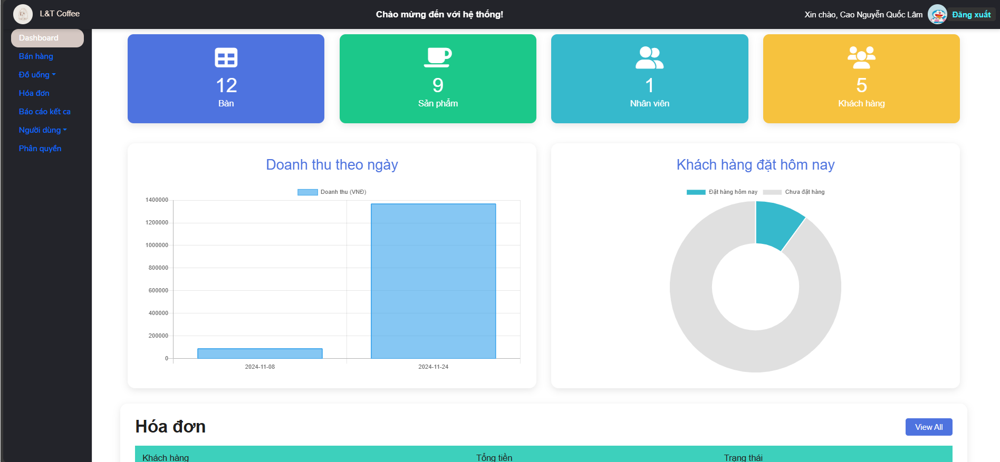 L&T Coffee
Chào mừng đến với hệ thống!
Xin chào, Cao Nguyễn Quốc Lâm
Đăng xuất
Dashboard
Bán hàng
Đồ uống
Hóa đơn
Báo cáo kết ca
Người dùng
Phân quyền
12
Bàn
9
Sản phẩm
1
Nhân viên
5
Khách hàng
Doanh thu theo ngày
Doanh thu (VNĐ)
1400000
1200000
1000000
800000
600000
400000
200000
0
2024-11-08
2024-11-24
Khách hàng đặt hôm nay
Đặt hàng hôm nay
Chưa đặt hàng
Hóa đơn
View All
Khách hàng
Tổng tiền
Trạng thái